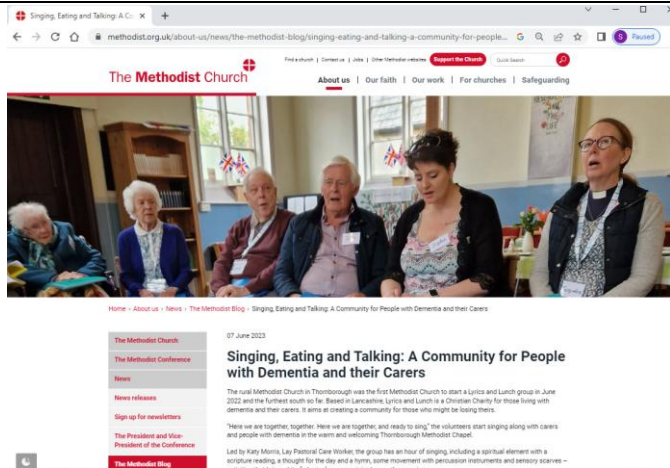 Singing, Eating and Talking: A Co
methodist.org.uk/about-us/news/the-methodist-blog/singing-eating-and-talking-a-community-for-people...
Paused
Find a church | Contact us | Jobs | Other Methodist websites Support the Church Quick Search
The Methodist Church
About us | Our faith | Our work | For churches | Safeguarding
Home › About us › News › The Methodist Blog › Singing, Eating and Talking: A Community for People with Dementia and their Carers
The Methodist Church
The Methodist Conference
News
News releases
Sign up for newsletters
The President and Vice-
President of the Conference
The Methodist Blog
07 June 2023
Singing, Eating and Talking: A Community for People
with Dementia and their Carers
The rural Methodist Church in Thornborough was the first Methodist Church to start a Lyrics and Lunch group in June
2022 and the furthest south so far. Based in Lancashire, Lyrics and Lunch is a Christian Charity for those living with
dementia and their carers. It aims at creating a community for those who might be losing theirs.
"Here we are together, together. Here we are together, and ready to sing," the volunteers start singing along with carers
and people with dementia in the warm and welcoming Thornborough Methodist Chapel.
Led by Katy Morris, Lay Pastoral Care Worker, the group has an hour of singing, including a spiritual element with a
scripture reading, a thought for the day and a hymn, some movement with percussion instruments and sensory scarves –